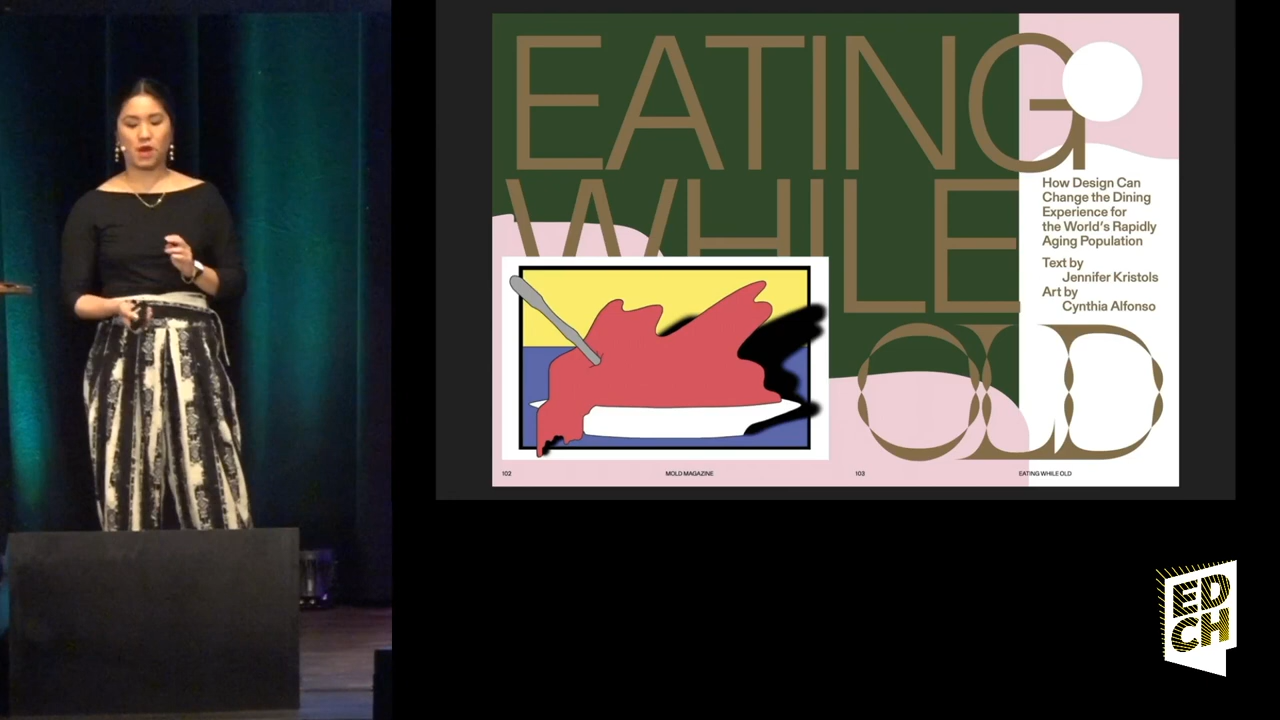 EATING
WHILE
OLD
How Design Can
Change the Dining
Experience for
the World's Rapidly
Aging Population
Text by
Jennifer Kristols
Art by
Cynthia Alfonso
102
MOLD MAGAZINE
103
EATING WHILE OLD
ED
CH